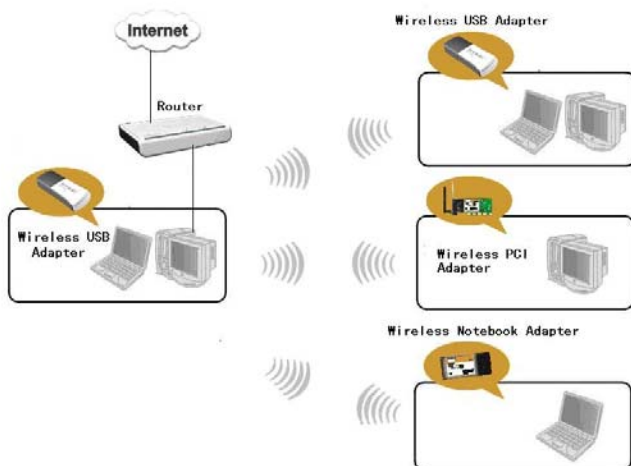 Internet
Router
Wireless USB
Adapter
Wireless USB Adapter
Wireless PCI
Adapter
Wireless Notebook Adapter